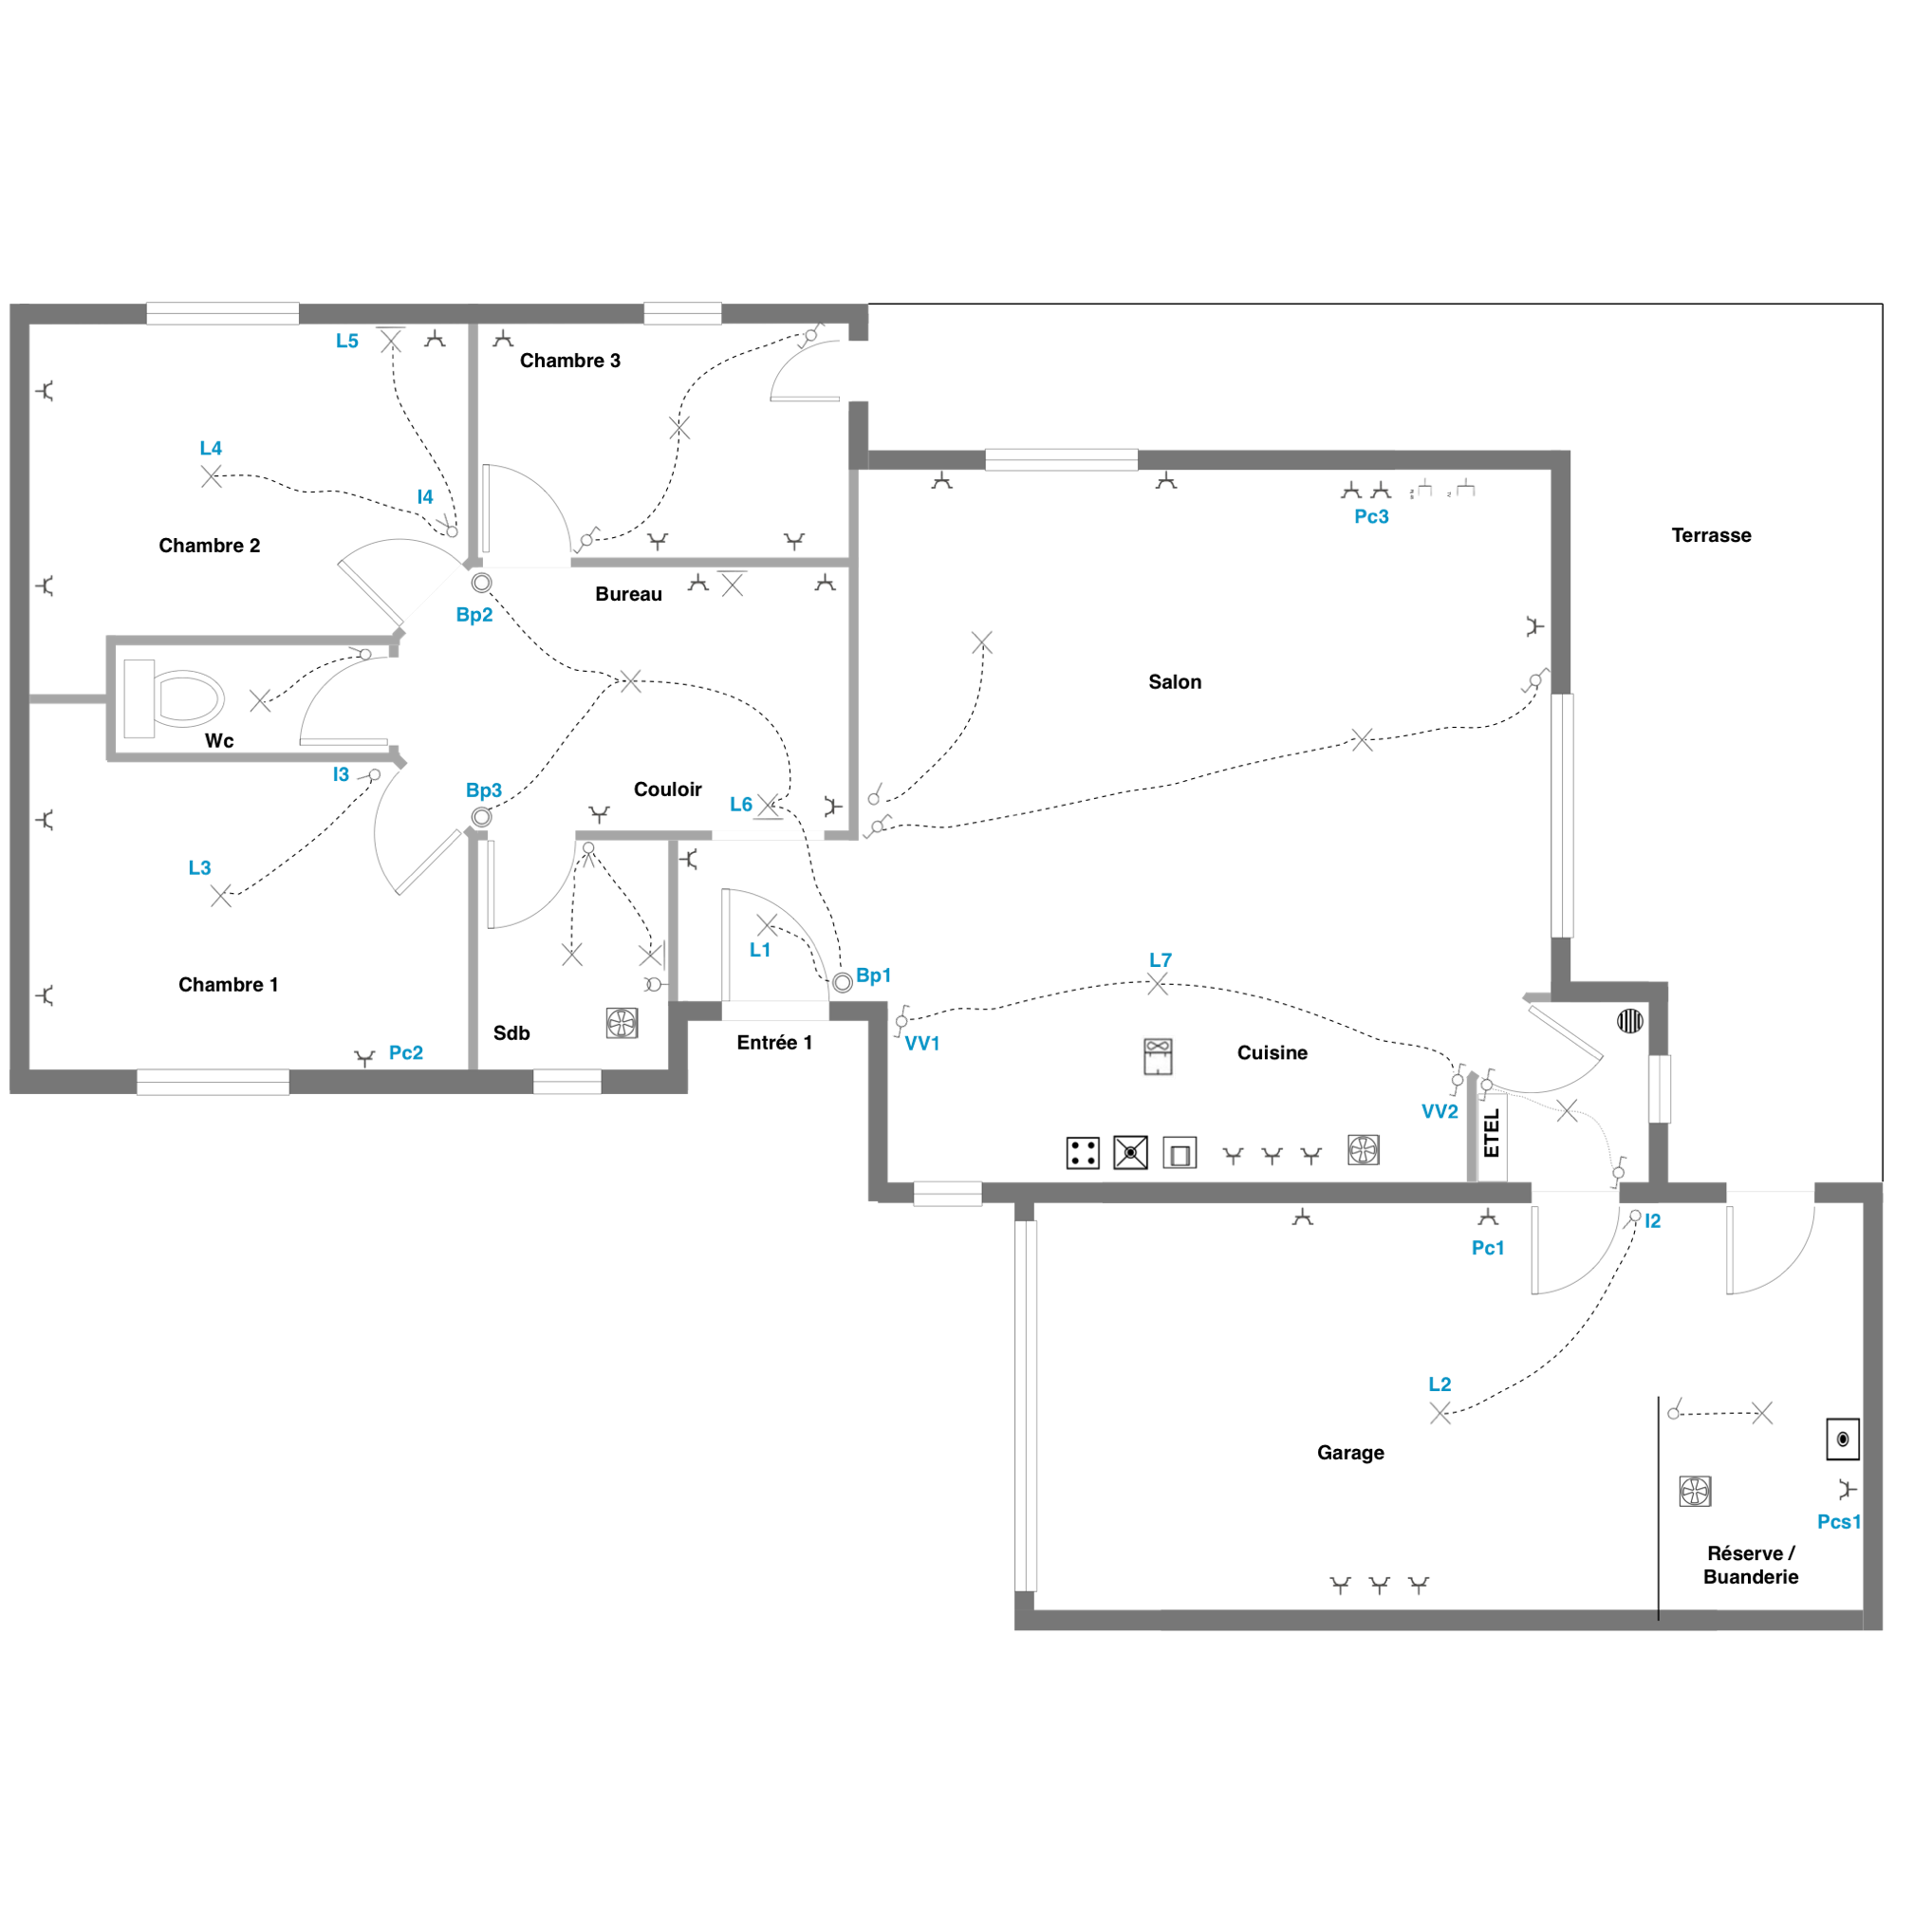 L5
Chambre 3
L4
I4
Pc3
Chambre 2
Terrasse
Bureau
Bp2
Salon
Wc
I3
Bp3
Couloir
L6
L3
L1
L7
Bp1
Chambre 1
Sdb
Entrée 1
VV1
Cuisine
Pc2
VV2
ETEL
I2
Pc1
L2
Garage
Pcs1
Réserve /
Buanderie